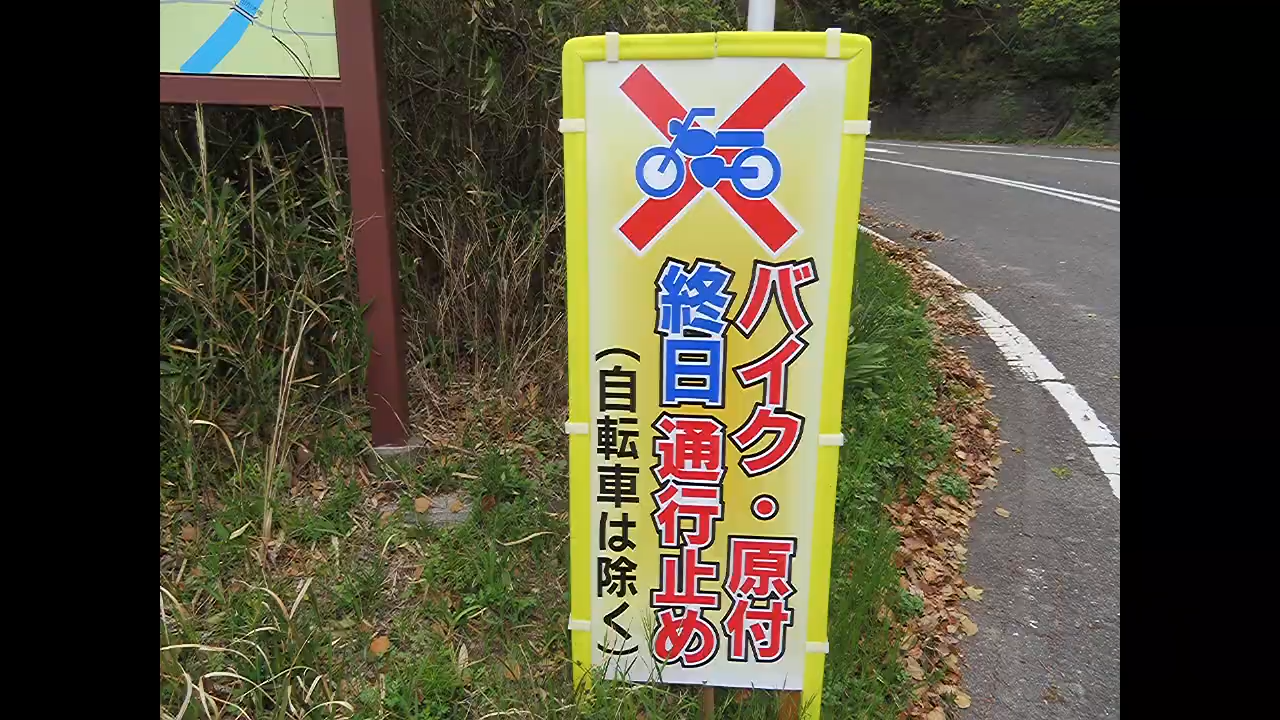 バイク・原付
終日通行止め
（自転車は除く）